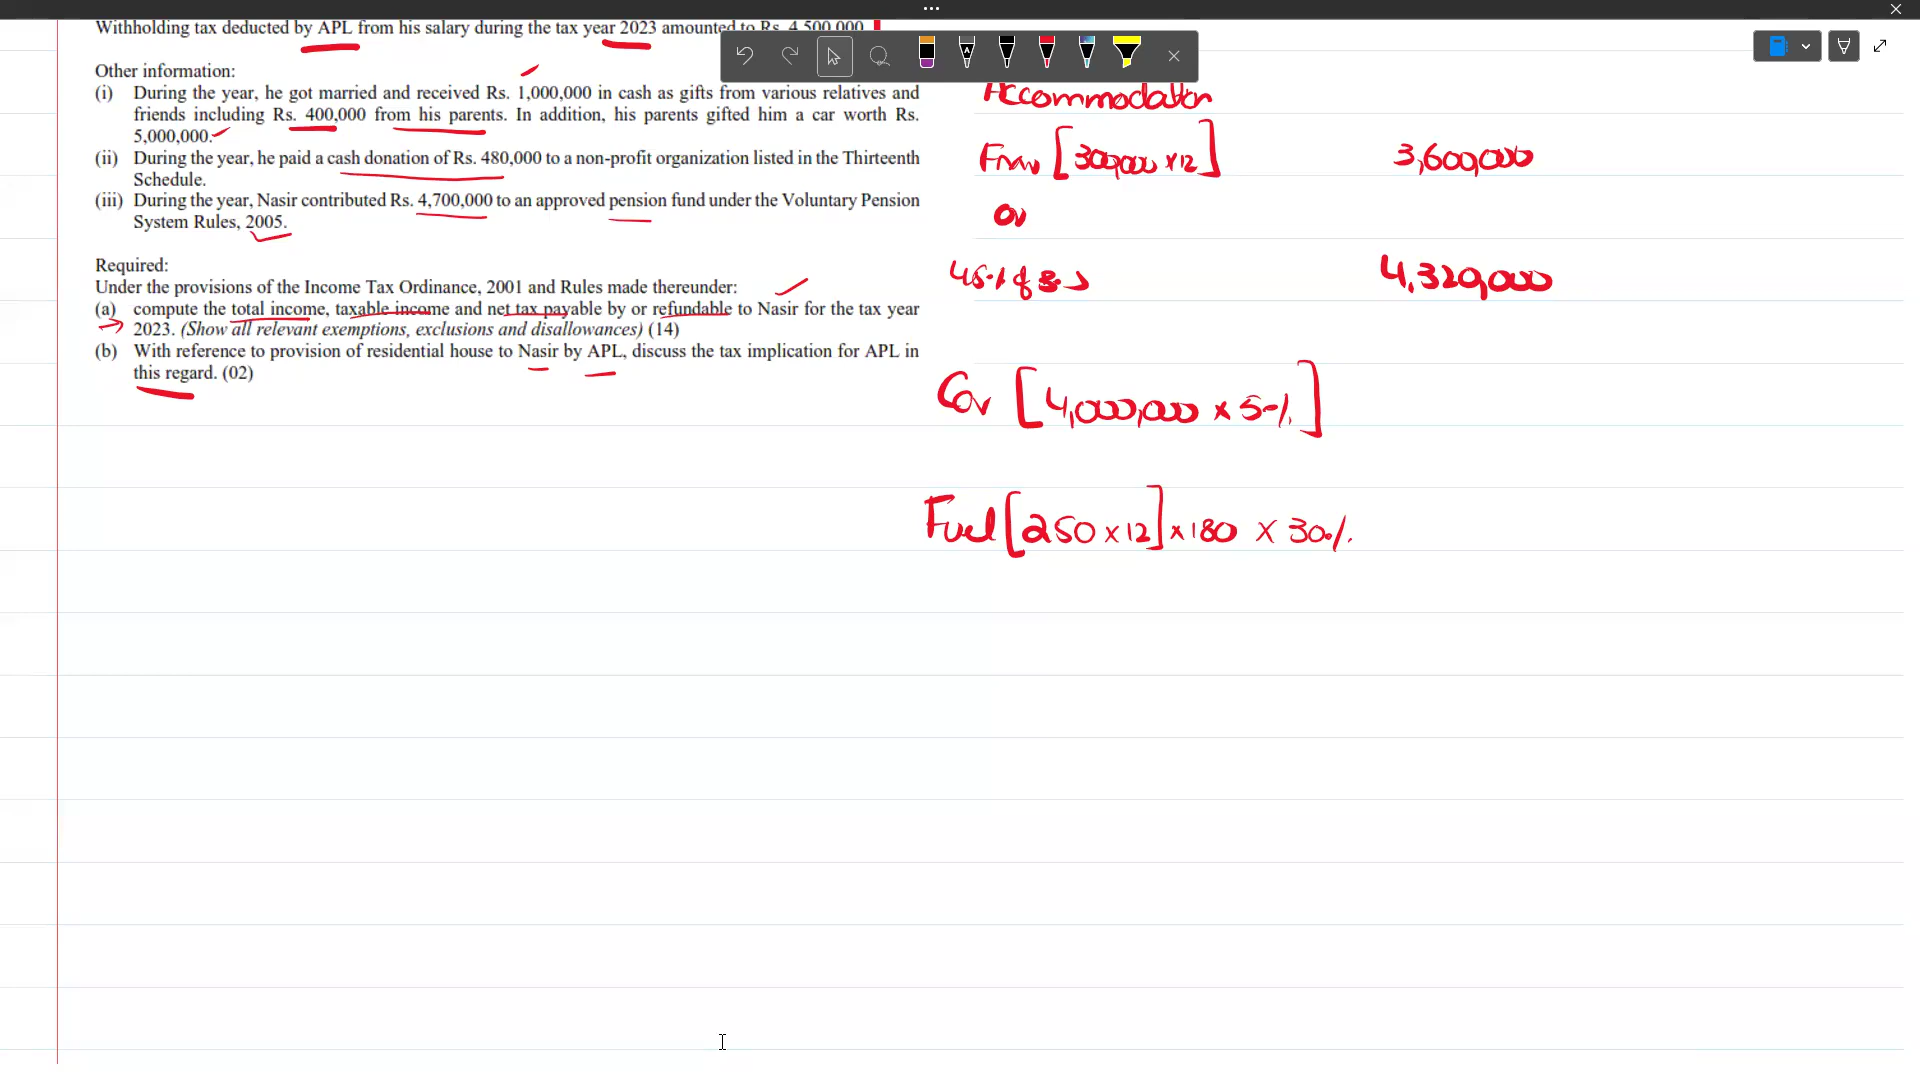 Withholding tax deducted by APL from his salary during the tax year 2023 amounted to Rs. 4,500,000
Other information:
(i) During the year, he got married and received Rs. 1,000,000 in cash as gifts from various relatives and
friends including Rs. 400,000 from his parents. In addition, his parents gifted him a car worth Rs.
5,000,000.
(ii) During the year, he paid a cash donation of Rs. 480,000 to a non-profit organization listed in the Thirteenth
Schedule.
(iii) During the year, Nasir contributed Rs. 4,700,000 to an approved pension fund under the Voluntary Pension
System Rules, 2005.
Required:
Under the provisions of the Income Tax Ordinance, 2001 and Rules made thereunder:
(a) compute the total income, taxable income and net tax payable by or refundable to Nasir for the tax year
2023. (Show all relevant exemptions, exclusions and disallowances) (14)
(b) With reference to provision of residential house to Nasir by APL, discuss the tax implication for APL in
this regard. (02)
Accommodation
[300,000 x 12] 3,600,000
Or
45% of 4,320,000
Car [4,000,000 x 5%]
Fuel [250 x 12] x 180 x 30%